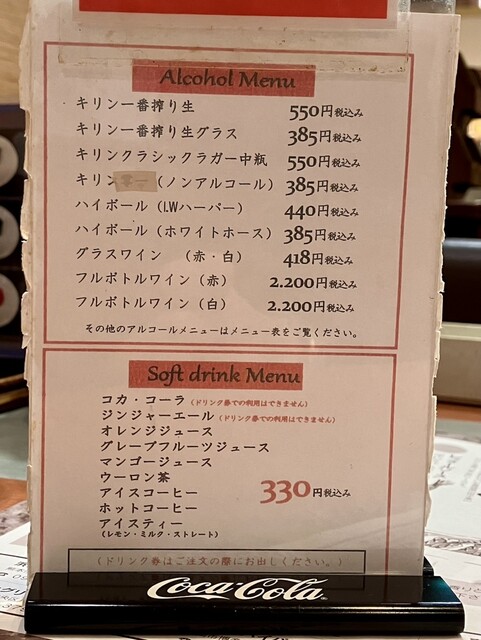 Alcohol Menu
キリン一番搾り生 550円税込み
キリン一番搾り生グラス 385円税込み
キリンクラシックラガー中瓶 550円税込み
キリン (ノンアルコール) 385円税込み
ハイボール (I.Wハーパー) 440円税込み
ハイボール (ホワイトホース) 385円税込み
グラスワイン (赤・白) 418円税込み
フルボトルワイン (赤) 2.200円税込み
フルボトルワイン (白) 2.200円税込み
その他のアルコールメニューはメニュー表をご覧ください。
Soft drink Menu
コカ・コーラ (ドリンク券での利用はできません)
ジンジャーエール (ドリンク券での利用はできません)
オレンジジュース
グレープフルーツジュース
マンゴージュース
ウーロン茶
アイスコーヒー 330円税込み
ホットコーヒー
アイスティー
(レモン・ミルク・ストレート)
(ドリンク券はご注文の際にお出しください。)
Coca-Cola